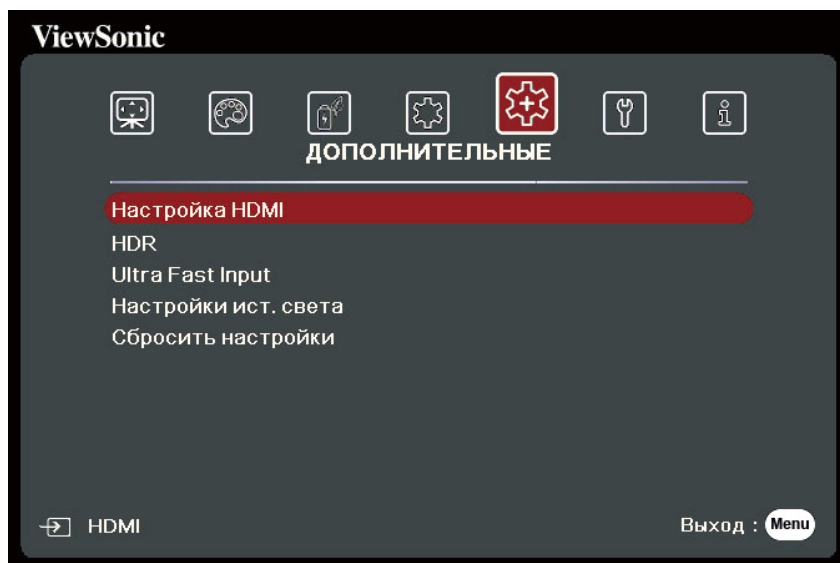 ViewSonic
ДОПОЛНИТЕЛЬНЫЕ
Настройка HDMI
HDR
Ultra Fast Input
Настройки ист. света
Сбросить настройки
HDMI
Выход : Menu